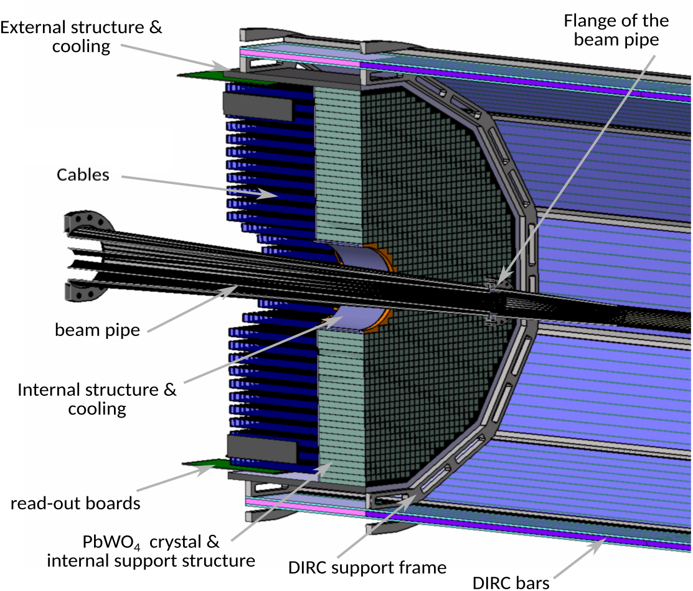 External structure &
cooling
Flange of the
beam pipe
Cables
beam pipe
Internal structure &
cooling
read-out boards
PbWO₄ crystal &
internal support structure
DIRC support frame
DIRC bars